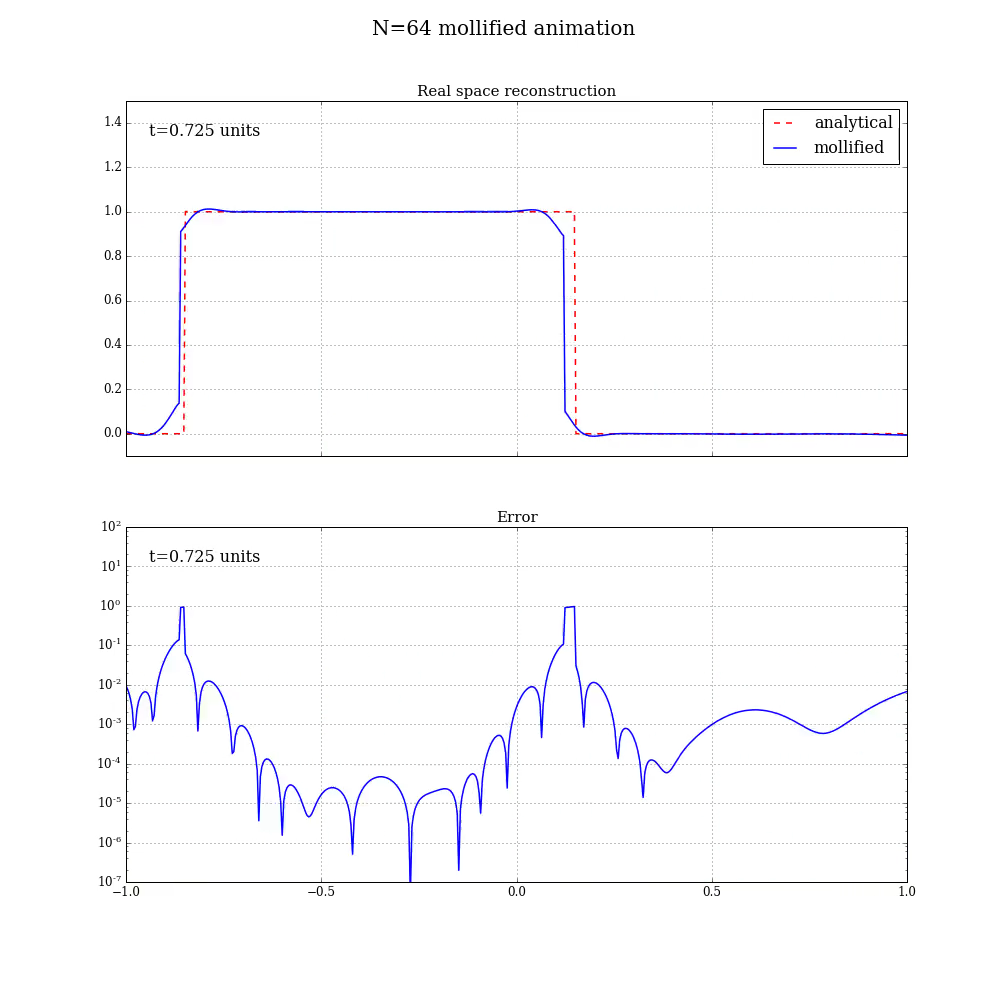 N=64 mollified animation
Real space reconstruction
t=0.725 units
analytical
mollified
1.4
1.2
1.0
0.8
0.6
0.4
0.2
0.0
Error
t=0.725 units
10²
10¹
10⁰
10⁻¹
10⁻²
10⁻³
10⁻⁴
10⁻⁵
10⁻⁶
10⁻⁷
−1.0 −0.5 0.0 0.5 1.0